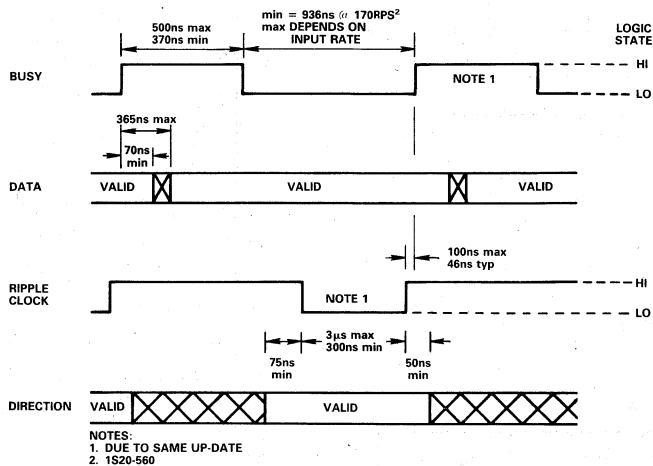 min = 936ns @ 170RPS²
max DEPENDS ON
INPUT RATE
500ns max
370ns min
LOGIC
STATE
BUSY
NOTE 1
HI
LO
365ns max
70ns
min
DATA
VALID
VALID
VALID
100ns max
46ns typ
RIPPLE
CLOCK
NOTE 1
HI
LO
3μs max
300ns min
75ns
min
50ns
min
DIRECTION
VALID
VALID
NOTES:
1. DUE TO SAME UP-DATE
2. 1S20-560